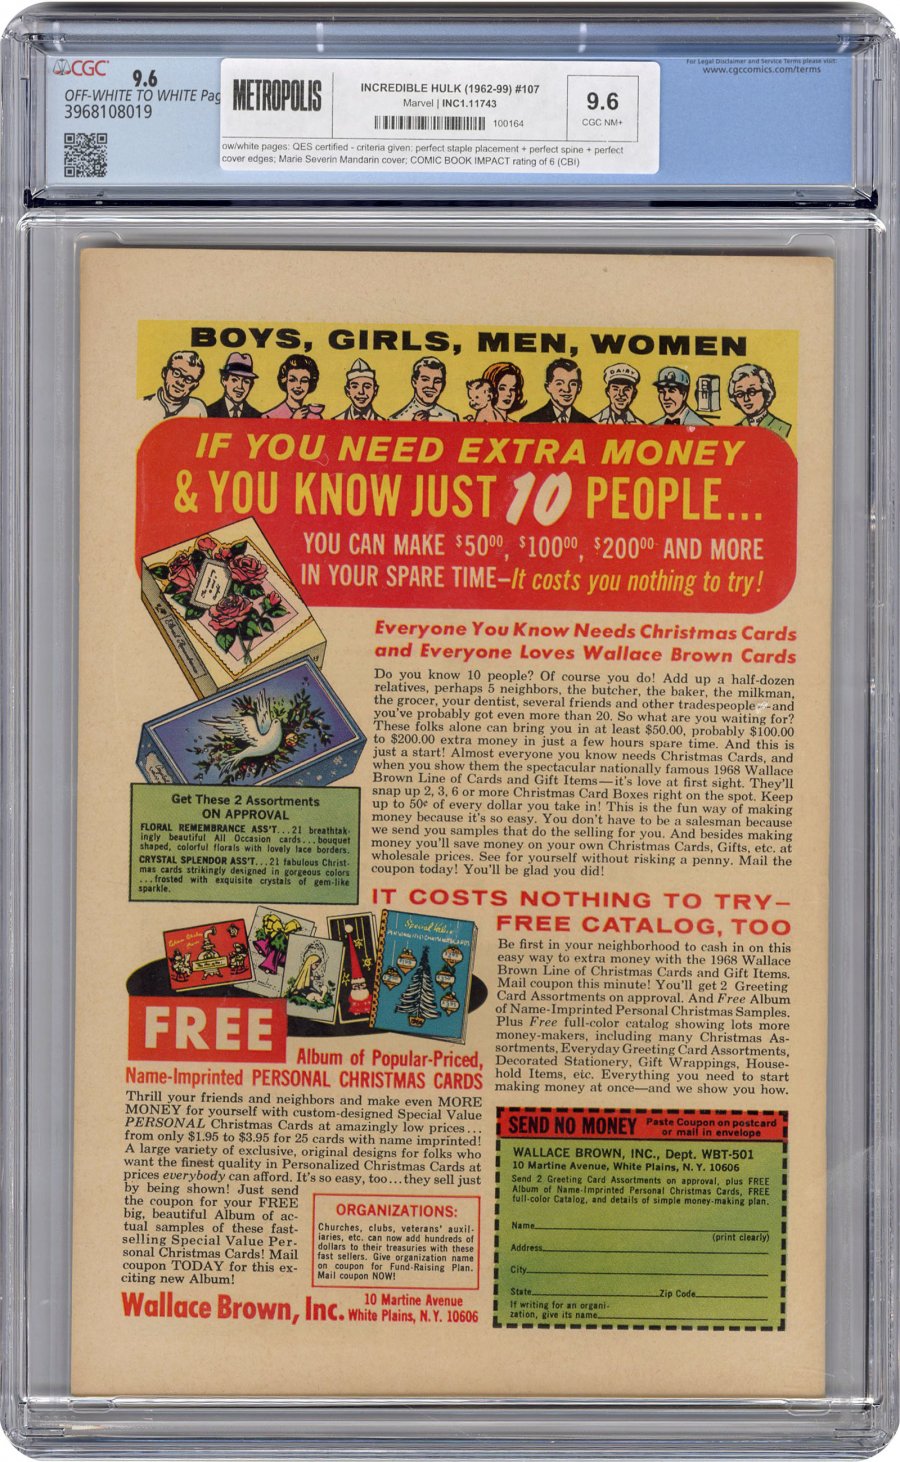 CGC
9.6
OFF-WHITE TO WHITE Pag
3968108019
METROPOLIS
INCREDIBLE HULK (1962-99) #107
Marvel | INC1.11743
100164
9.6
CGC NM+
ow/white pages: QES certified - criteria given: perfect staple placement + perfect spine + perfect
cover edges; Marie Severin Mandarin cover; COMIC BOOK IMPACT rating of 6 (CBI)
For Legal Disclaimer and Service Terms please visit:
www.cgccomics.com/terms
BOYS, GIRLS, MEN, WOMEN
DAIRY
IF YOU NEED EXTRA MONEY
& YOU KNOW JUST 10 PEOPLE...
YOU CAN MAKE $50⁰⁰, $100⁰⁰, $200⁰⁰ AND MORE
IN YOUR SPARE TIME—It costs you nothing to try!
Everyone You Know Needs Christmas Cards
and Everyone Loves Wallace Brown Cards
Do you know 10 people? Of course you do! Add up a half-dozen
relatives, perhaps 5 neighbors, the butcher, the baker, the milkman,
the grocer, your dentist, several friends and other tradespeople—and
you've probably got even more than 20. So what are you waiting for?
These folks alone can bring you in at least $50.00, probably $100.00
to $200.00 extra money in just a few hours spare time. And this is
just a start! Almost everyone you know needs Christmas Cards, and
when you show them the spectacular nationally famous 1968 Wallace
Brown Line of Cards and Gift Items—it's love at first sight. They'll
snap up 2, 3, 6 or more Christmas Card Boxes right on the spot. Keep
up to 50¢ of every dollar you take in! This is the fun way of making
money because it's so easy. You don't have to be a salesman because
we send you samples that do the selling for you. And besides making
money you'll save money on your own Christmas Cards, Gifts, etc. at
wholesale prices. See for yourself without risking a penny. Mail the
coupon today! You'll be glad you did!
Get These 2 Assortments
ON APPROVAL
FLORAL REMEMBRANCE ASS'T...21 breathtak-
ingly beautiful All Occasion cards...bouquet
shaped, colorful florals with lovely lace borders.
CRYSTAL SPLENDOR ASS'T...21 fabulous Christ-
mas cards strikingly designed in gorgeous colors
...frosted with exquisite crystals of gem-like
sparkle.
IT COSTS NOTHING TO TRY—
FREE CATALOG, TOO
Be first in your neighborhood to cash in on this
easy way to extra money with the 1968 Wallace
Brown Line of Christmas Cards and Gift Items.
Mail coupon this minute! You'll get 2 Greeting
Card Assortments on approval. And Free Album
of Name-Imprinted Personal Christmas Samples.
Plus Free full-color catalog showing lots more
money-makers, including many Christmas As-
sortments, Everyday Greeting Card Assortments,
Decorated Stationery, Gift Wrappings, House-
hold Items, etc. Everything you need to start
making money at once—and we show you how.
Special Value
PERSONAL CHRISTMAS CARDS
FREE
Album of Popular-Priced,
Name-Imprinted PERSONAL CHRISTMAS CARDS
Thrill your friends and neighbors and make even MORE
MONEY for yourself with custom-designed Special Value
PERSONAL Christmas Cards at amazingly low prices...
from only $1.95 to $3.95 for 25 cards with name imprinted!
A large variety of exclusive, original designs for folks who
want the finest quality in Personalized Christmas Cards at
prices everybody can afford. It's so easy, too...they sell just
by being shown! Just send
the coupon for your FREE
big, beautiful Album of ac-
tual samples of these fast-
selling Special Value Per-
sonal Christmas Cards! Mail
coupon TODAY for this ex-
citing new Album!
ORGANIZATIONS:
Churches, clubs, veterans' auxil-
iaries, etc. can now add hundreds of
dollars to their treasuries with these
fast sellers. Give organization name
on coupon for Fund-Raising Plan.
Mail coupon NOW!
Wallace Brown, Inc. 10 Martine Avenue
White Plains, N.Y. 10606
SEND NO MONEY Paste Coupon on postcard
or mail in envelope
WALLACE BROWN, INC., Dept. WBT-501
10 Martine Avenue, White Plains, N. Y. 10606
Send 2 Greeting Card Assortments on approval, plus FREE
Album of Name-Imprinted Personal Christmas Cards, FREE
full-color Catalog, and details of simple money-making plan.
Name
(print clearly)
Address
City
State Zip Code
If writing for an organi-
zation, give its name